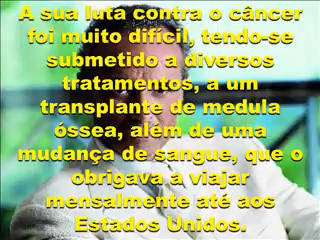 A sua luta contra o câncer
foi muito difícil, tendo-se
submetido a diversos
tratamentos, a um
transplante de medula
óssea, além de uma
mudança de sangue, que o
obrigava a viajar
mensalmente até aos
Estados Unidos.